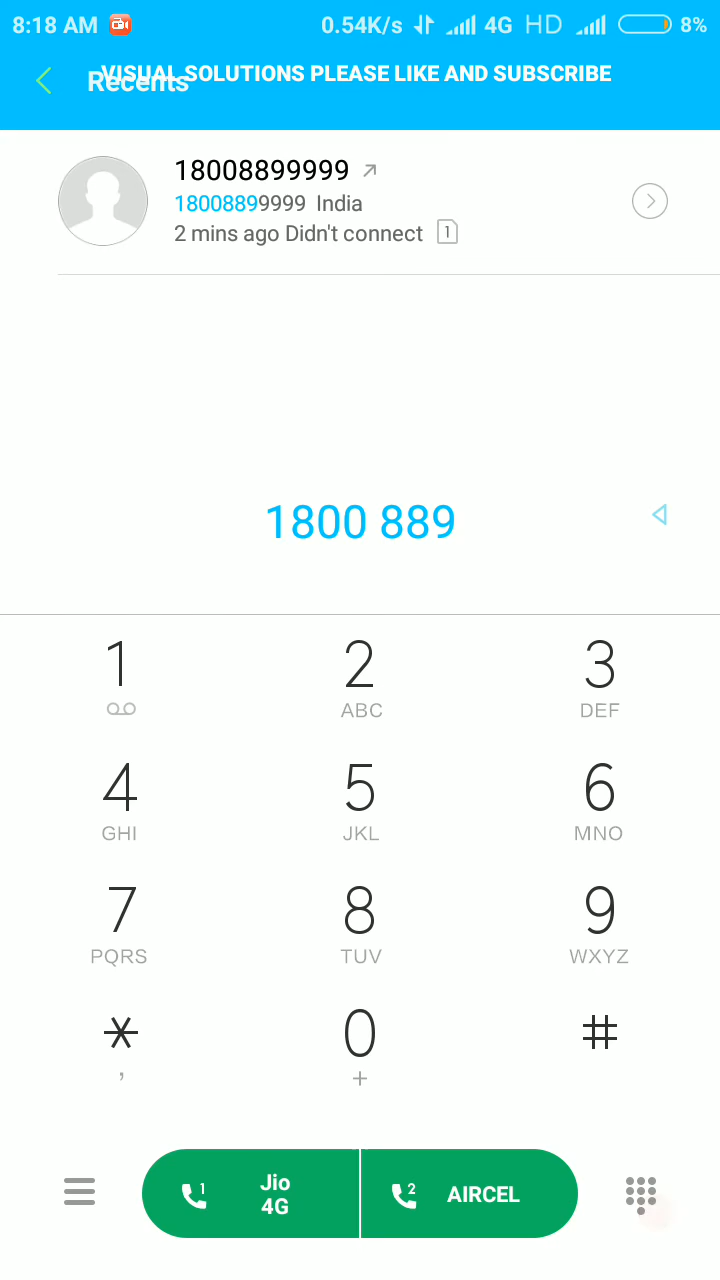 8:18 AM 0.54K/s 4G HD 8%
VISUAL SOLUTIONS PLEASE LIKE AND SUBSCRIBE
Recents
18008899999
18008899999 India
2 mins ago Didn't connect 1
1800 889
1 2 3
ABC DEF
4 5 6
GHI JKL MNO
7 8 9
PQRS TUV WXYZ
* 0 #
, +
1 Jio 4G 2 AIRCEL